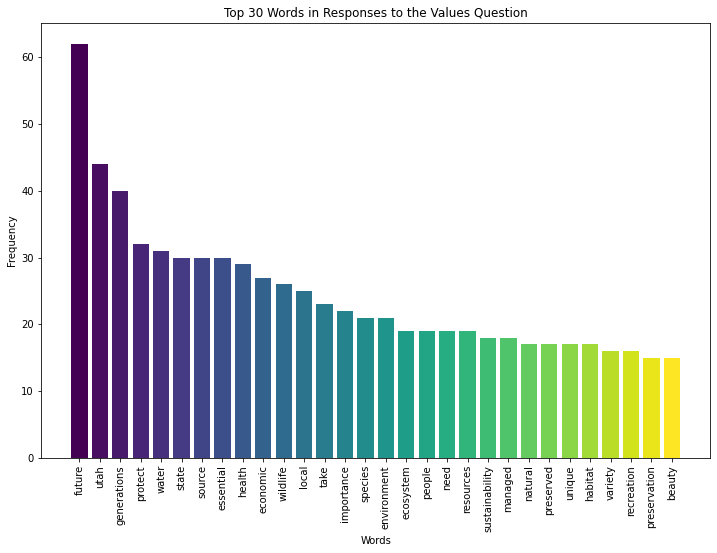 Top 30 Words in Responses to the Values Question
Frequency
60
50
40
30
20
10
0
future
utah
generations
protect
water
state
source
essential
health
economic
wildlife
local
take
importance
species
environment
ecosystem
people
need
resources
sustainability
managed
natural
preserved
unique
habitat
variety
recreation
preservation
beauty
Words